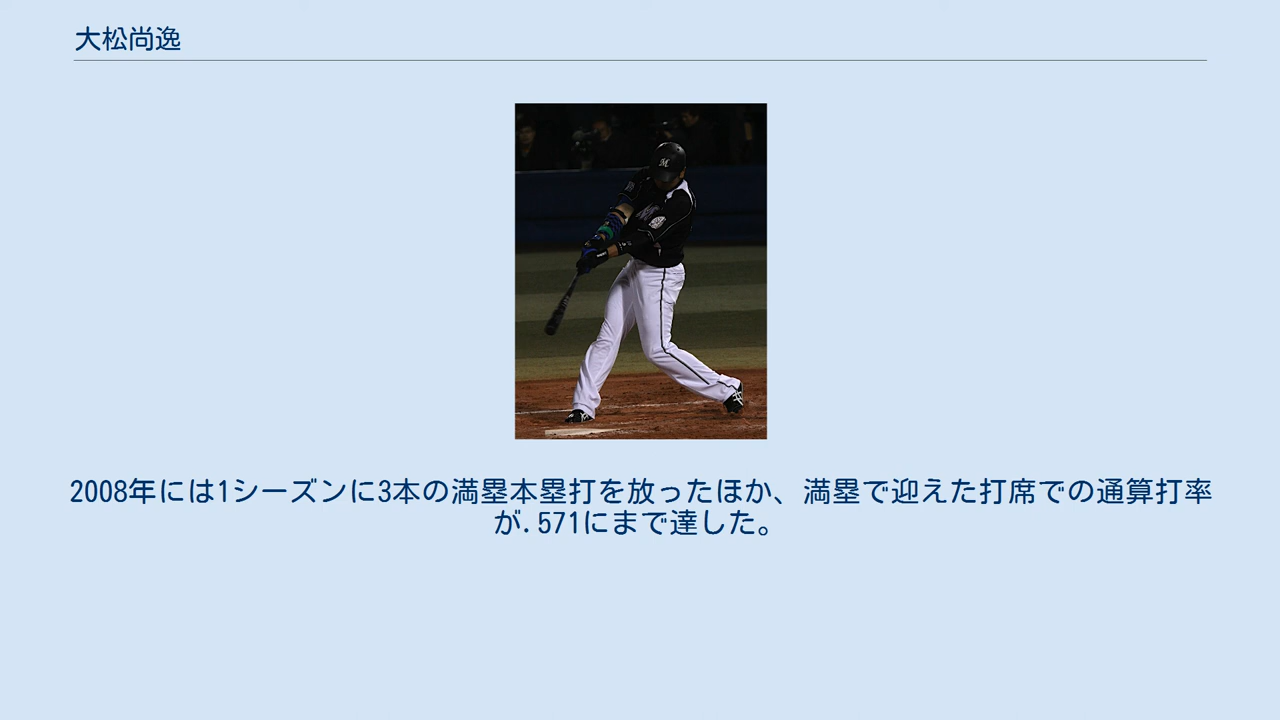 大松尚逸
2008年には1シーズンに3本の満塁本塁打を放ったほか、満塁で迎えた打席での通算打率
が.571にまで達した。